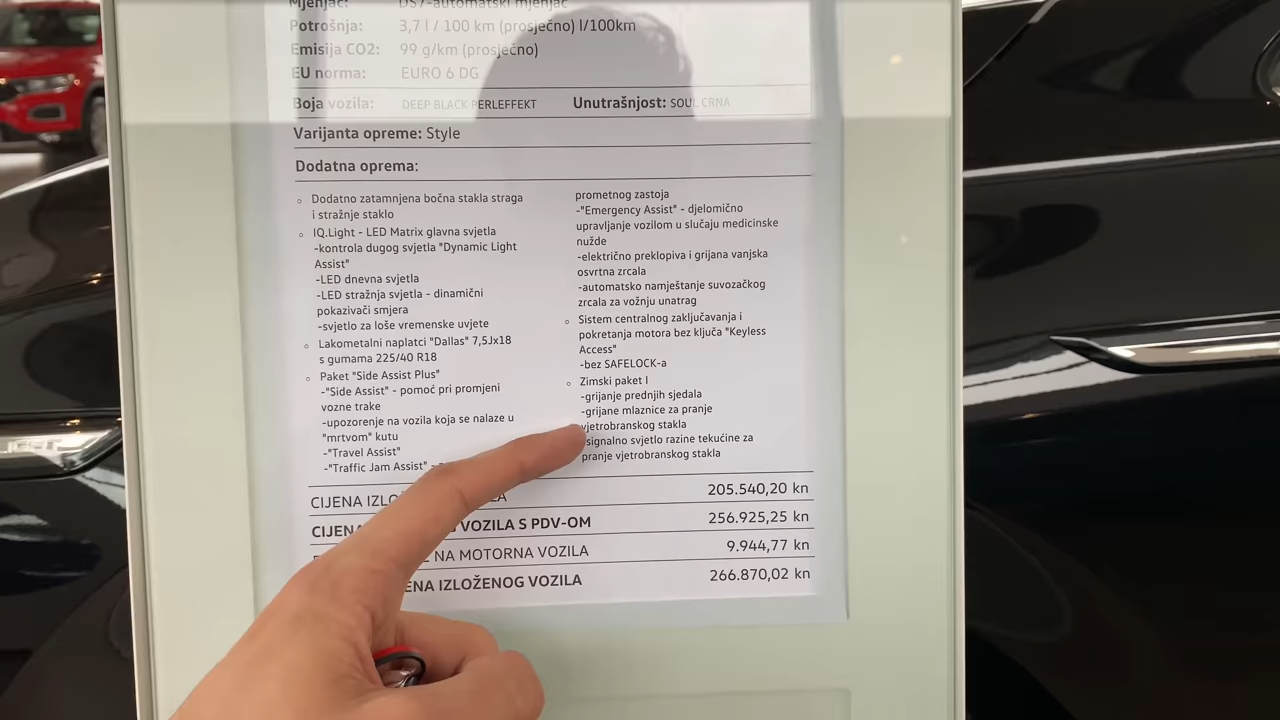 Mjenjač: DS7-automatski mjenjač
Potrošnja: 3,7 l / 100 km (prosječno) l/100km
Emisija CO2: 99 g/km (prosječno)
EU norma: EURO 6 DG
Boja vozila: DEEP BLACK PERLEFFEKT Unutrašnjost: SOUL CRNA
Varijanta opreme: Style
Dodatna oprema:
Dodatno zatamnjena bočna stakla straga
i stražnje staklo
IQ.Light - LED Matrix glavna svjetla
-kontrola dugog svjetla "Dynamic Light
Assist"
-LED dnevna svjetla
-LED stražnja svjetla - dinamični
pokazivači smjera
-svjetlo za loše vremenske uvjete
Lakometalni naplatci "Dallas" 7,5Jx18
s gumama 225/40 R18
Paket "Side Assist Plus"
-"Side Assist" - pomoć pri promjeni
vozne trake
-upozorenje na vozila koja se nalaze u
"mrtvom" kutu
-"Travel Assist"
-"Traffic Jam Assist" -
prometnog zastoja
-"Emergency Assist" - djelomično
upravljanje vozilom u slučaju medicinske
nužde
-električno preklopiva i grijana vanjska
osvrtna zrcala
-automatsko namještanje suvozačkog
zrcala za vožnju unatrag
Sistem centralnog zaključavanja i
pokretanja motora bez ključa "Keyless
Access"
-bez SAFELOCK-a
Zimski paket I
-grijanje prednjih sjedala
-grijane mlaznice za pranje
vjetrobranskog stakla
signalno svjetlo razine tekućine za
pranje vjetrobranskog stakla
CIJENA 205.540,20 kn
CIJENA VOZILA S PDV-OM 256.925,25 kn
NA MOTORNA VOZILA 9.944,77 kn
IZLOŽENOG VOZILA 266.870,02 kn